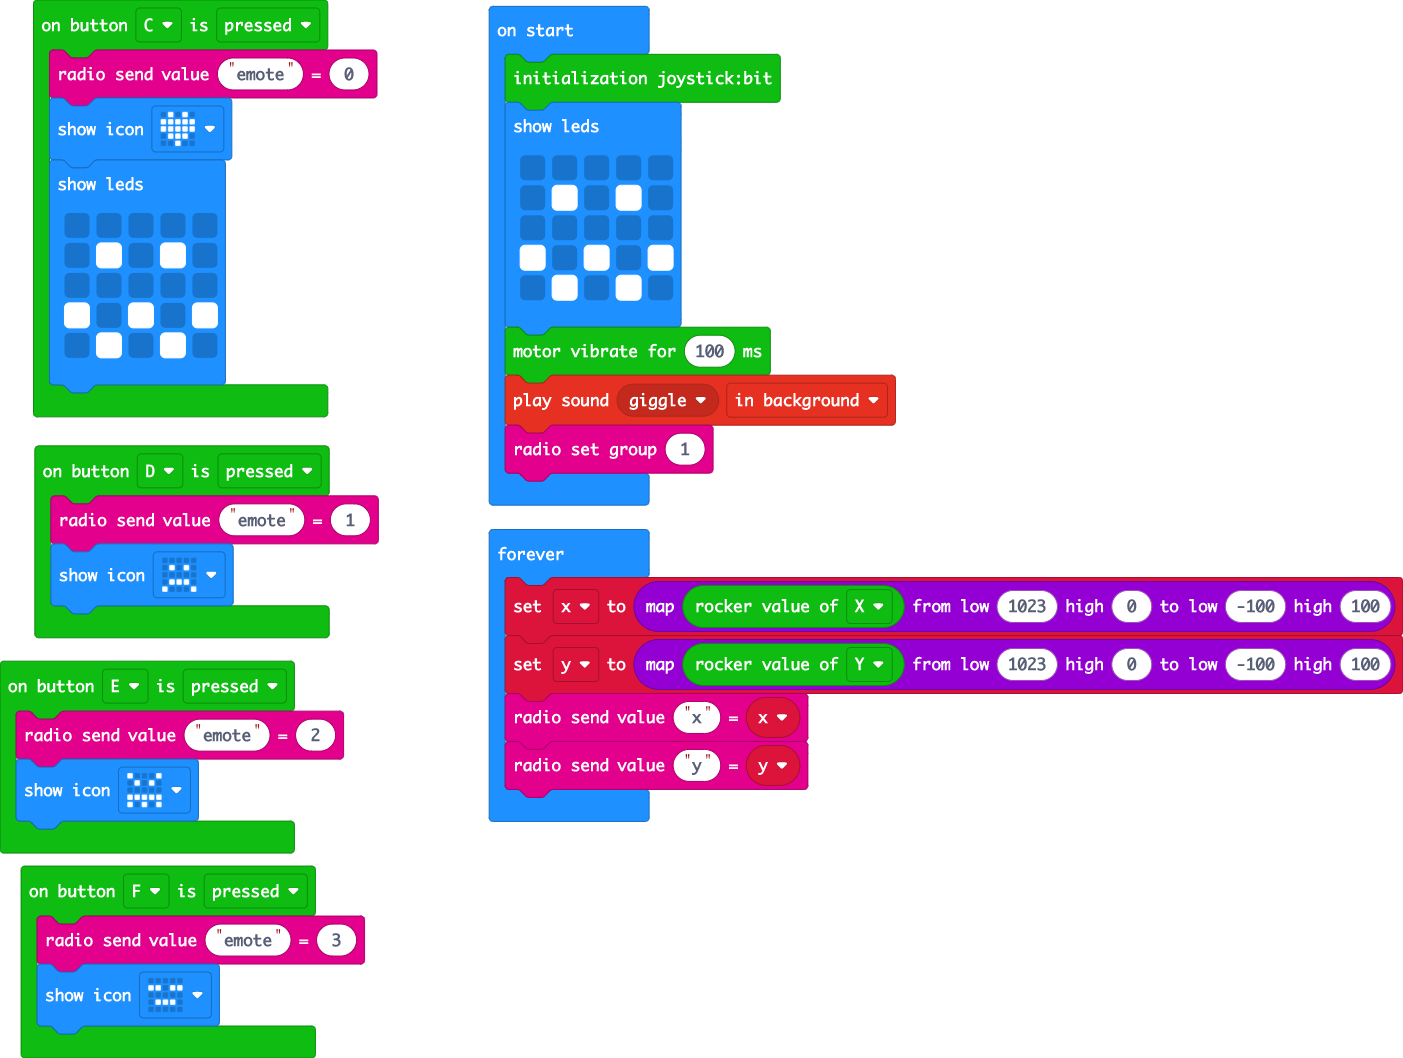 on button C is pressed
radio send value "emote" = 0
show icon
show leds
on button D is pressed
radio send value "emote" = 1
show icon
on button E is pressed
radio send value "emote" = 2
show icon
on button F is pressed
radio send value "emote" = 3
show icon
on start
initialization joystick:bit
show leds
motor vibrate for 100 ms
play sound giggle in background
radio set group 1
forever
set x to map rocker value of X from low 1023 high 0 to low -100 high 100
set y to map rocker value of Y from low 1023 high 0 to low -100 high 100
radio send value "x" = x
radio send value "y" = y